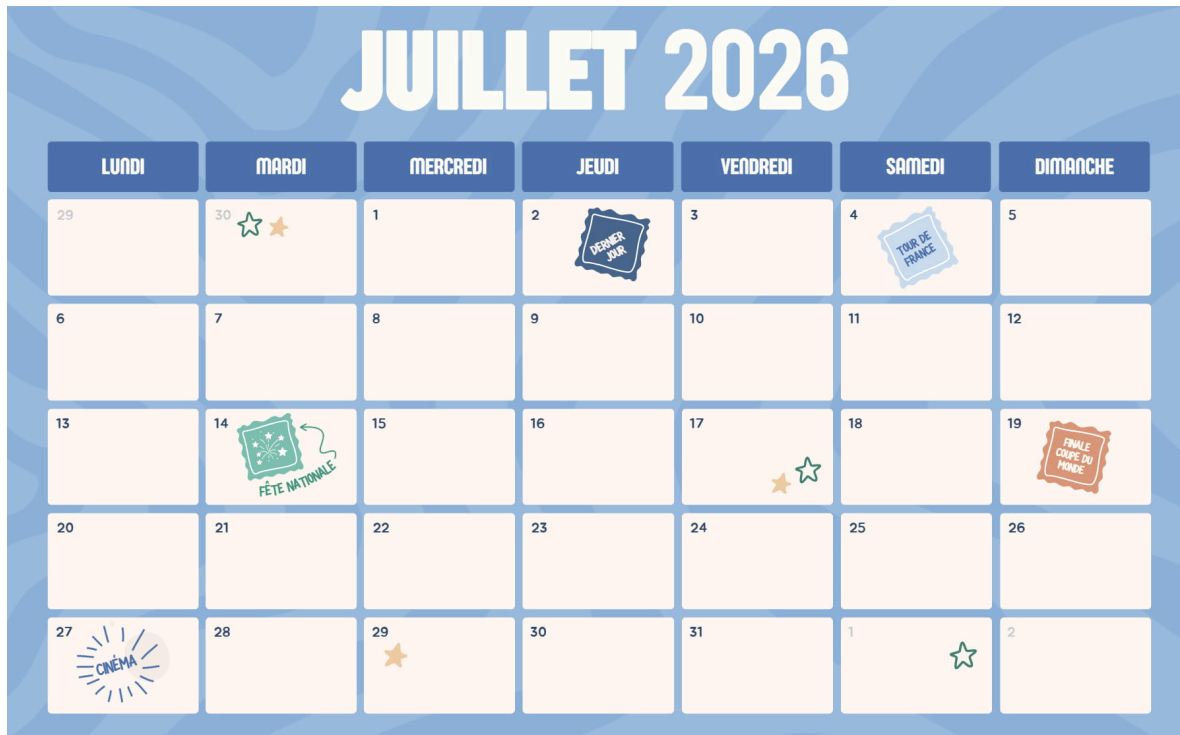 JUILLET 2026
LUNDI MARDI MERCREDI JEUDI VENDREDI SAMEDI DIMANCHE
29 30 1 2 3 4 5
DERNIER
JOUR
TOUR DE
FRANCE
6 7 8 9 10 11 12
13 14 15 16 17 18 19
FÊTE NATIONALE
FINALE
COUPE DU
MONDE
20 21 22 23 24 25 26
27 28 29 30 31 1 2
CINÉMA